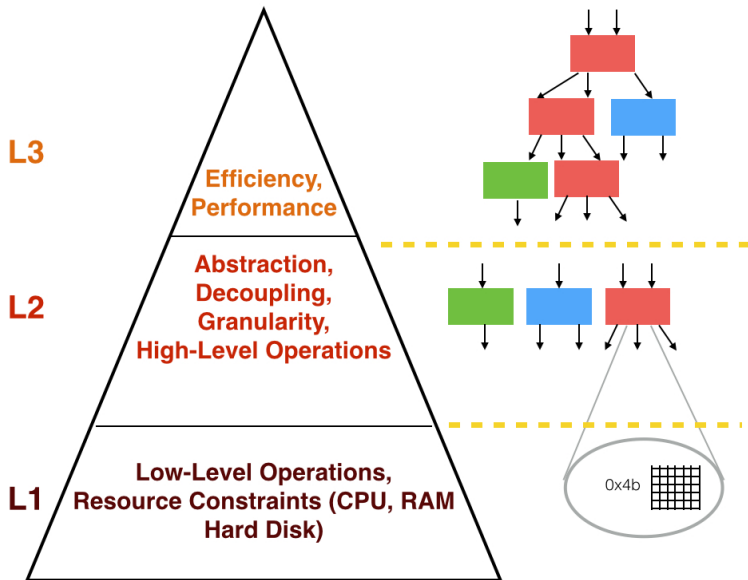 L3
Efficiency,
Performance
L2
Abstraction,
Decoupling,
Granularity,
High-Level Operations
L1
Low-Level Operations,
Resource Constraints (CPU, RAM
Hard Disk)
0x4b